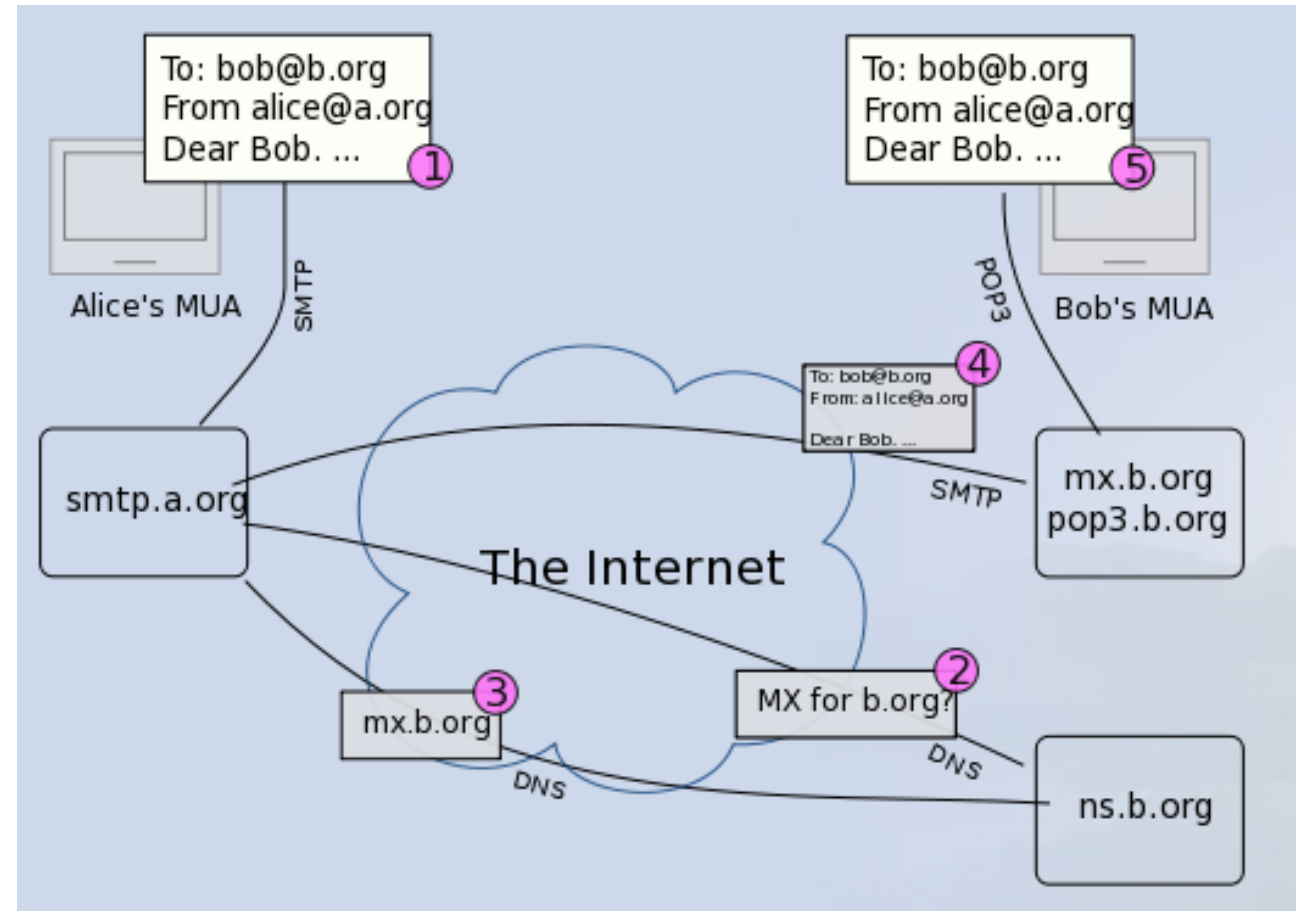 To: bob@b.org
From alice@a.org
Dear Bob. ...
1
Alice's MUA
SMTP
To: bob@b.org
From alice@a.org
Dear Bob. ...
5
Bob's MUA
POP3
To: bob@b.org
From: alice@a.org
Dear Bob. ...
4
SMTP
smtp.a.org
mx.b.org
pop3.b.org
The Internet
MX for b.org?
2
DNS
mx.b.org
3
DNS
ns.b.org